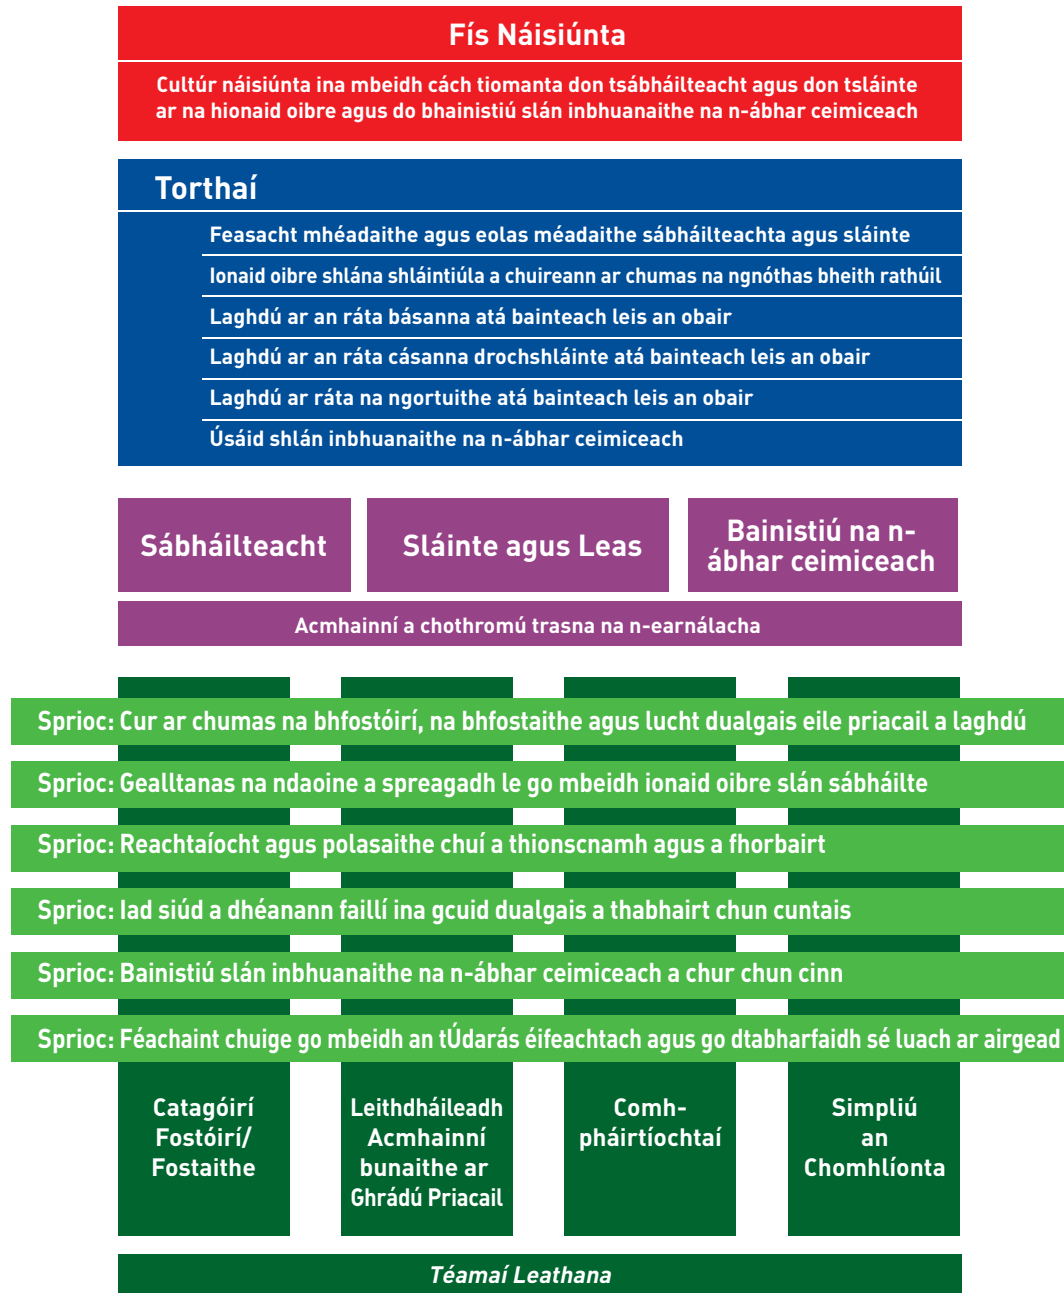 Fís Náisiúnta
Cultúr náisiúnta ina mbeidh cách tiomanta don tsábháilteacht agus don tsláinte
ar na hionaid oibre agus do bhainistiú slán inbhuanaithe na n-ábhar ceimiceach
Torthaí
Feasacht mhéadaithe agus eolas méadaithe sábháilteachta agus sláinte
Ionaid oibre shlána shláintiúla a chuireann ar chumas na ngnóthas bheith rathúil
Laghdú ar an ráta básanna atá bainteach leis an obair
Laghdú ar an ráta cásanna drochshláinte atá bainteach leis an obair
Laghdú ar ráta na ngortuithe atá bainteach leis an obair
Úsáid shlán inbhuanaithe na n-ábhar ceimiceach
Sábháilteacht
Sláinte agus Leas
Bainistiú na n-
ábhar ceimiceach
Acmhainní a chothromú trasna na n-earnálacha
Sprioc: Cur ar chumas na bhfostóirí, na bhfostaithe agus lucht dualgais eile priacail a laghdú
Sprioc: Gealltanas na ndaoine a spreagadh le go mbeidh ionaid oibre slán sábháilte
Sprioc: Reachtaíocht agus polasaithe chuí a thionscnamh agus a fhorbairt
Sprioc: Iad siúd a dhéanann faillí ina gcuid dualgais a thabhairt chun cuntais
Sprioc: Bainistiú slán inbhuanaithe na n-ábhar ceimiceach a chur chun cinn
Sprioc: Féachaint chuige go mbeidh an tÚdarás éifeachtach agus go dtabharfaidh sé luach ar airgead
Catagóirí
Fostóirí/
Fostaithe
Leithdháileadh
Acmhainní
bunaithe ar
Ghrádú Priacail
Comh-
pháirtíochtaí
Simpliú
an
Chomhlíonta
Téamaí Leathana